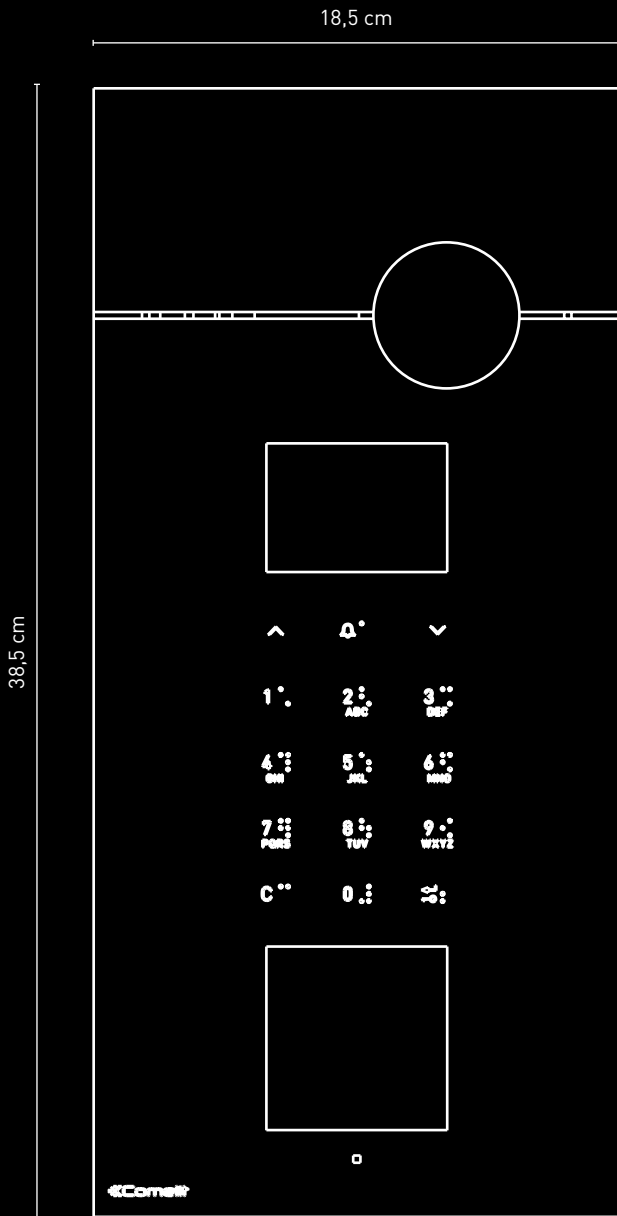 18,5 cm
38,5 cm
1 2 3
ABC DEF
4 5 6
GHI JKL MNO
7 8 9
PQRS TUV WXYZ
C 0
Comelit